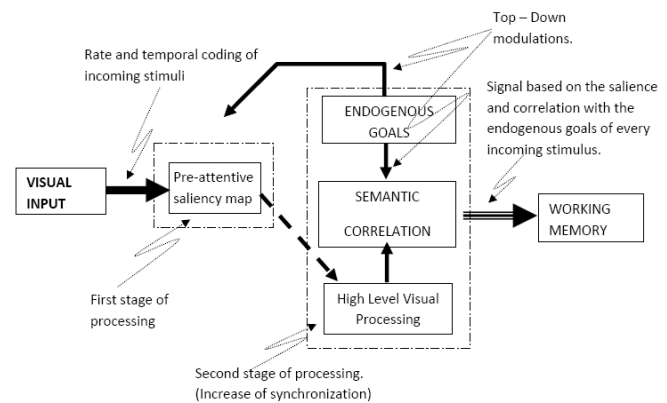 Top – Down
modulations.
Rate and temporal coding of
incoming stimuli
Signal based on the salience
and correlation with the
endogenous goals of every
incoming stimulus.
ENDOGENOUS
GOALS
VISUAL
INPUT
Pre-attentive
saliency map
SEMANTIC
CORRELATION
WORKING
MEMORY
First stage of
processing
High Level Visual
Processing
Second stage of processing.
(Increase of synchronization)